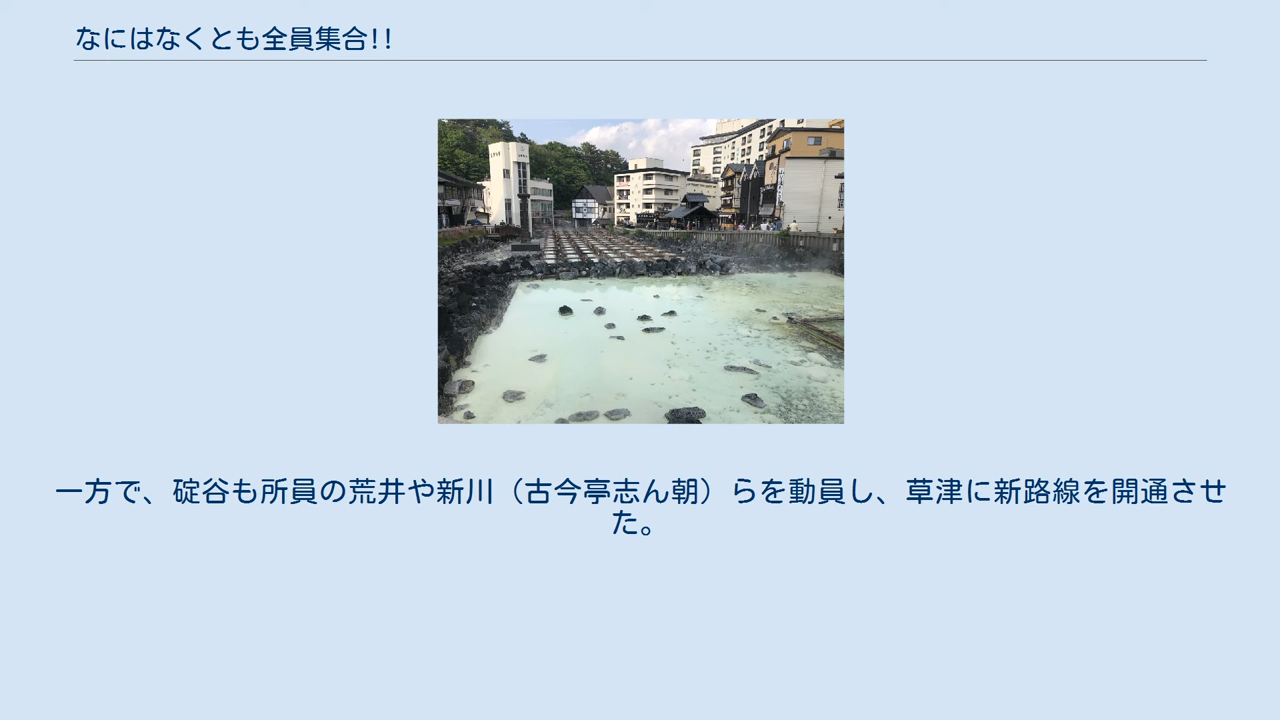 なにはなくとも全員集合!!
一方で、碇谷も所員の荒井や新川（古今亭志ん朝）らを動員し、草津に新路線を開通させ
た。